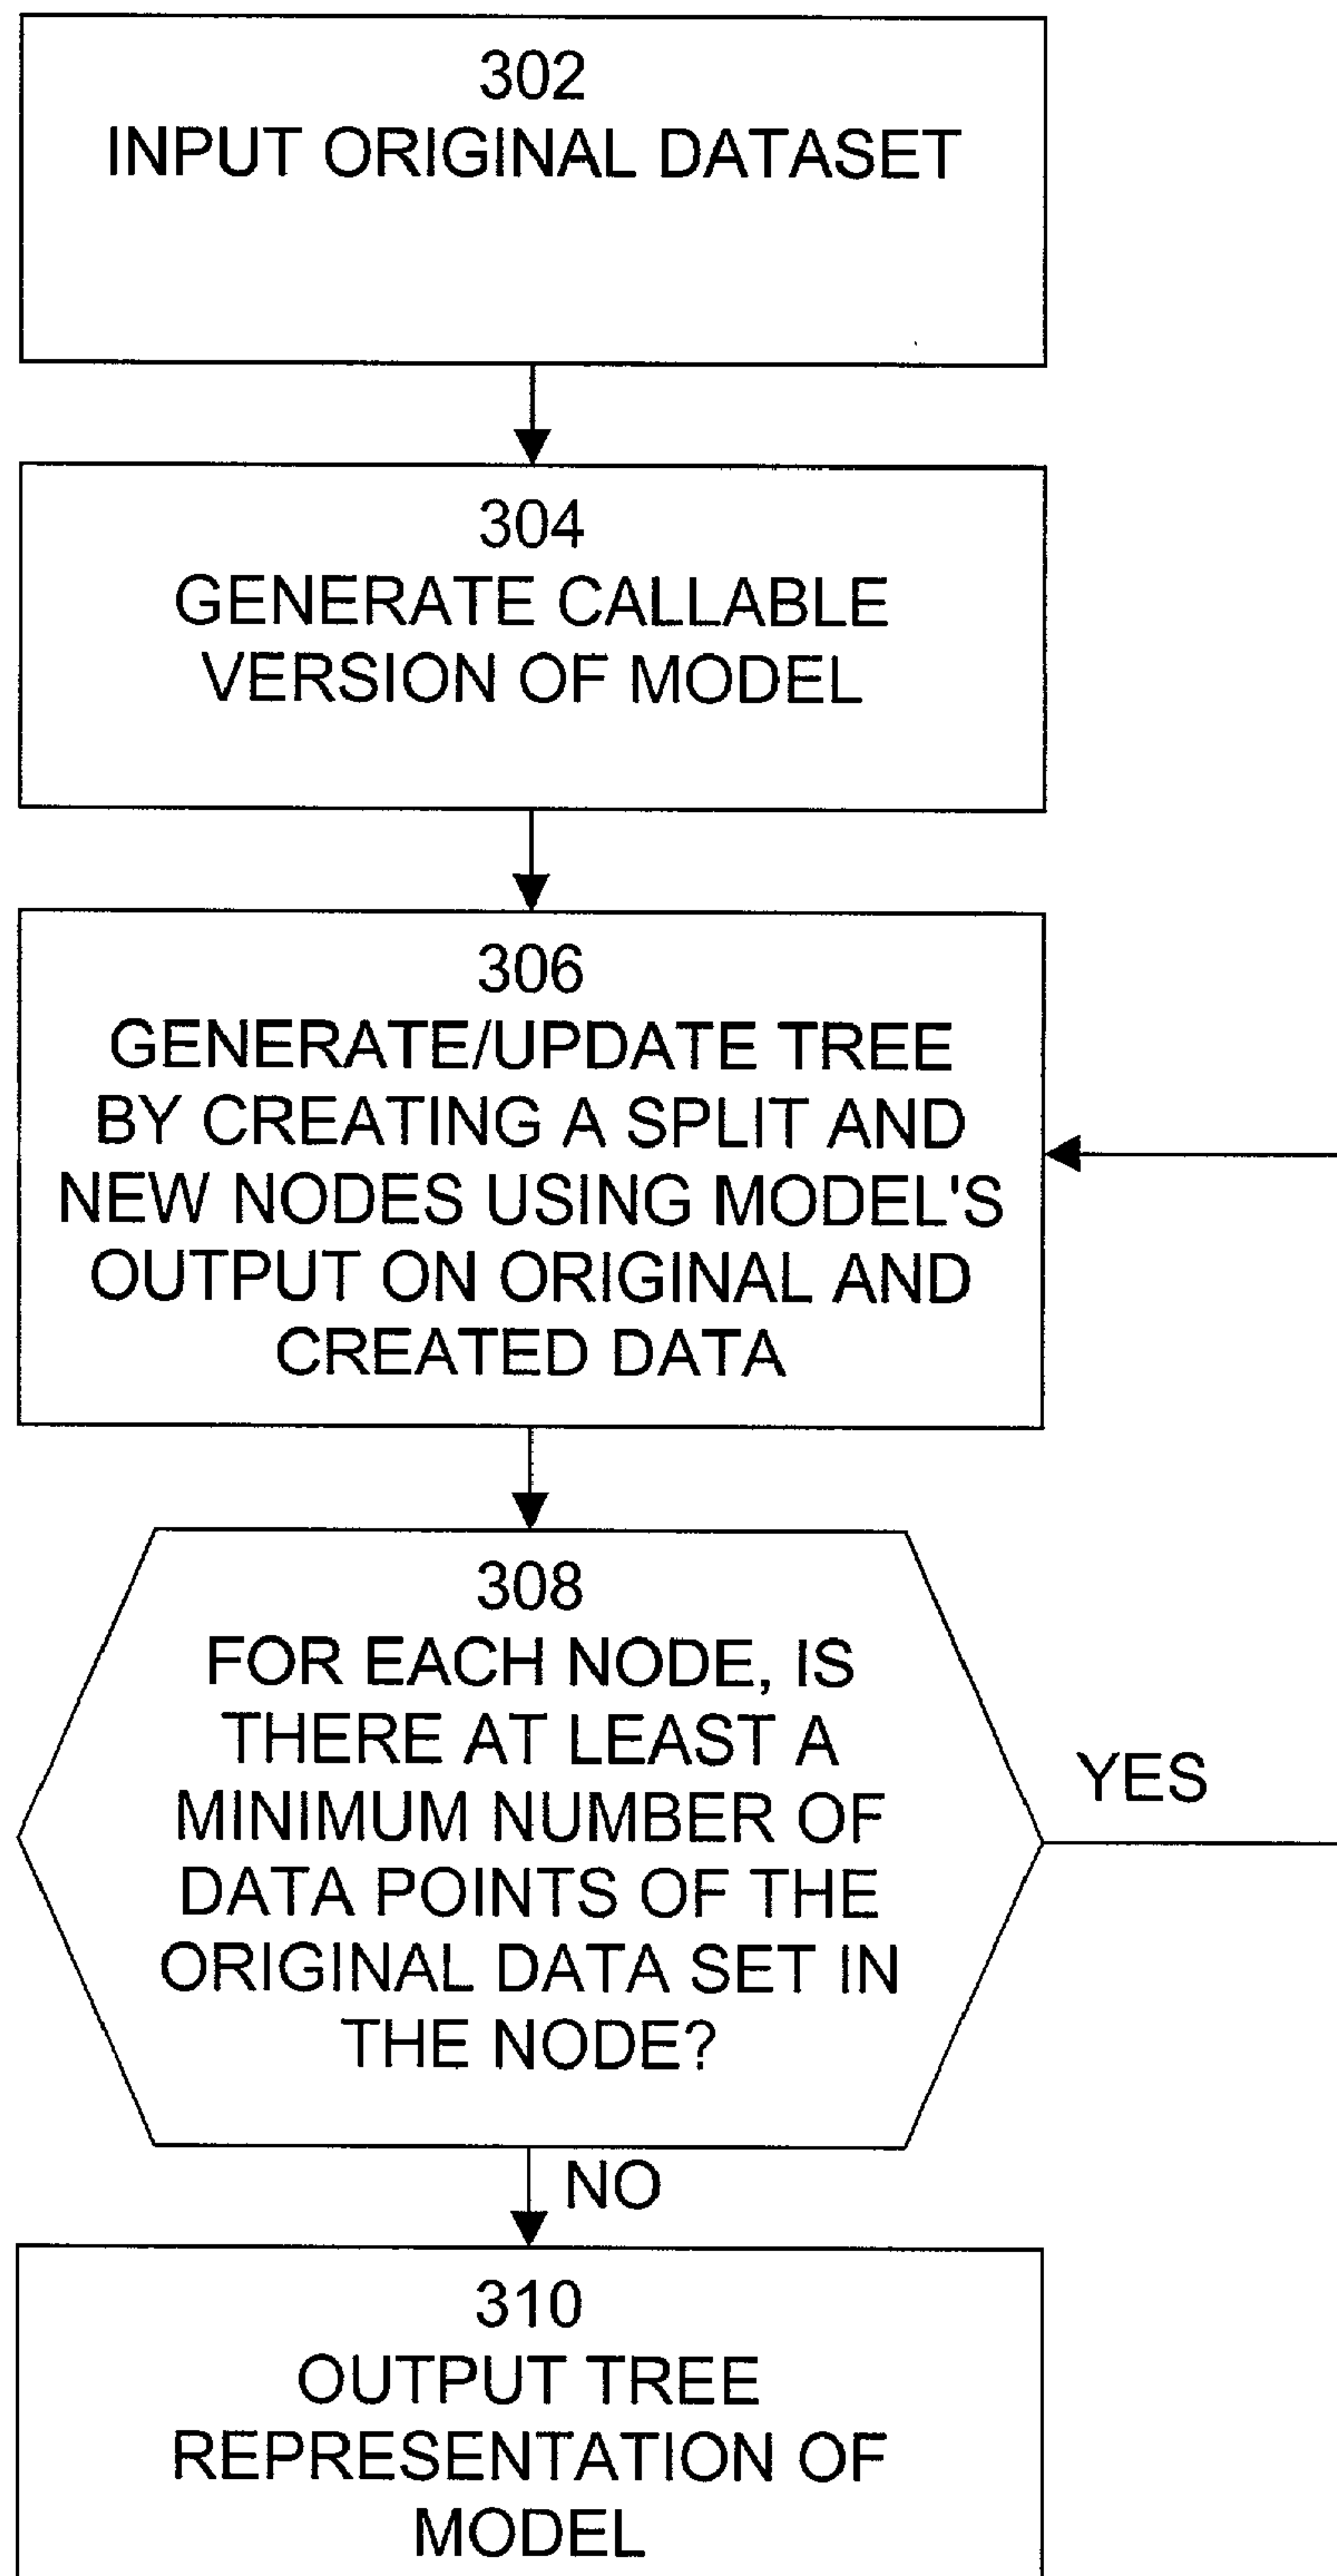 302
INPUT ORIGINAL DATASET
304
GENERATE CALLABLE
VERSION OF MODEL
306
GENERATE/UPDATE TREE
BY CREATING A SPLIT AND
NEW NODES USING MODEL'S
OUTPUT ON ORIGINAL AND
CREATED DATA
308
FOR EACH NODE, IS
THERE AT LEAST A
MINIMUM NUMBER OF
DATA POINTS OF THE
ORIGINAL DATA SET IN
THE NODE?
YES
NO
310
OUTPUT TREE
REPRESENTATION OF
MODEL